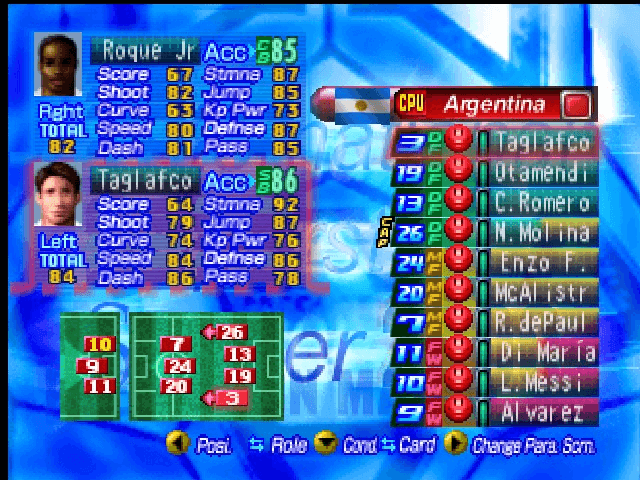 Roque Jr Acc CB 85
Score 67 Stmna 87
Shoot 82 Jump 85
Curve 63 Kp Pwr 73
Speed 80 Defnse 87
Dash 81 Pass 85
Rght
TOTAL
82
Taglafco Acc SB 86
Score 64 Stmna 92
Shoot 79 Jump 87
Curve 74 Kp Pwr 76
Speed 84 Defnse 86
Dash 86 Pass 78
Left
TOTAL
84
CPU Argentina
3 DF Taglafco
19 DF Otamendi
13 DF C.Romero
CAP 26 DF N.Molina
24 MF Enzo F.
20 MF McAlistr
7 MF R.dePaul
11 FW Di María
10 FW L.Messi
9 FW Alvarez
10
9
11
7
24
20
26
13
19
3
Posi. Role Cond. Card Change Para. Scrn.